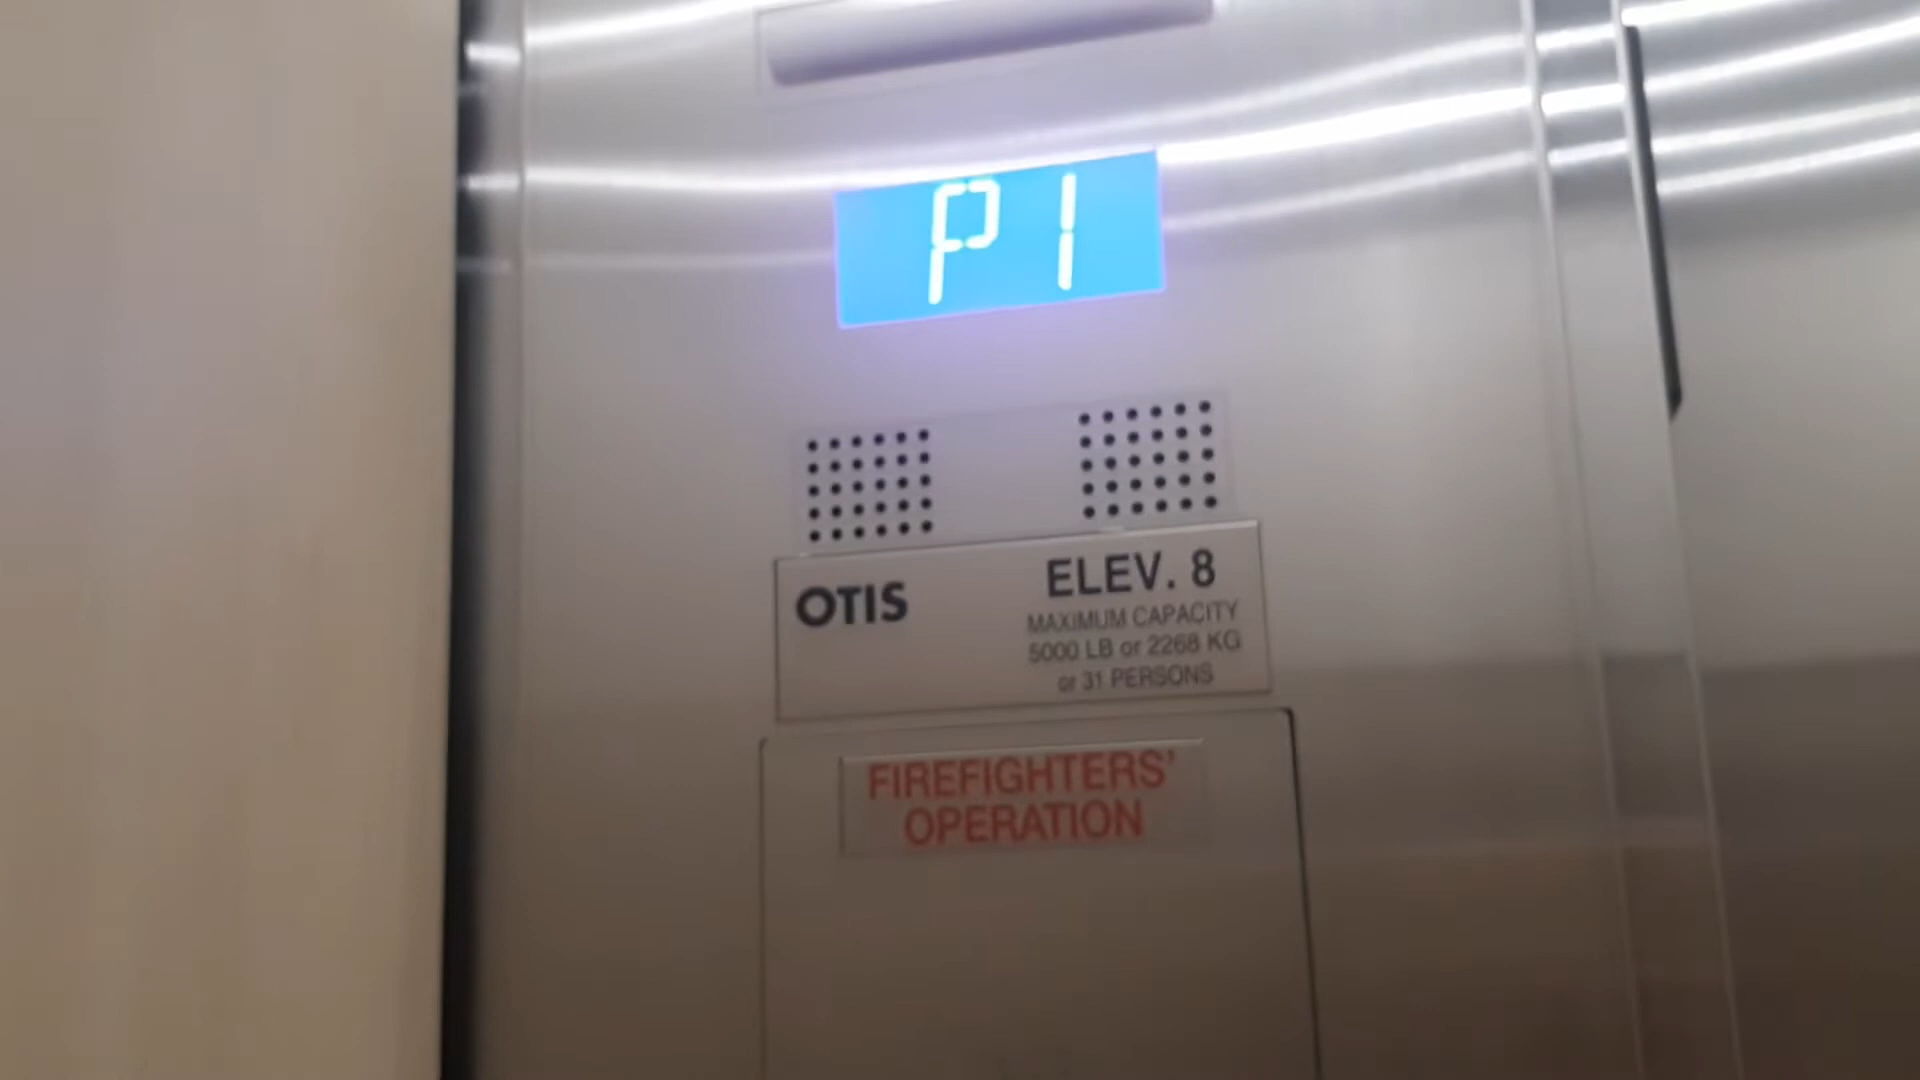 P1
OTIS
ELEV. 8
MAXIMUM CAPACITY
5000 LB or 2268 KG
or 31 PERSONS
FIREFIGHTERS'
OPERATION